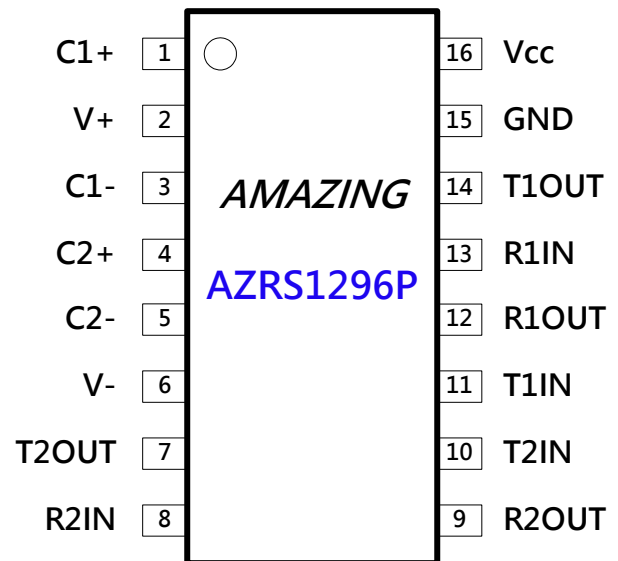 C1+ 1 16 Vcc
V+ 2 15 GND
C1- 3 AMAZING 14 T1OUT
C2+ 4 13 R1IN
AZRS1296P
C2- 5 12 R1OUT
V- 6 11 T1IN
T2OUT 7 10 T2IN
R2IN 8 9 R2OUT